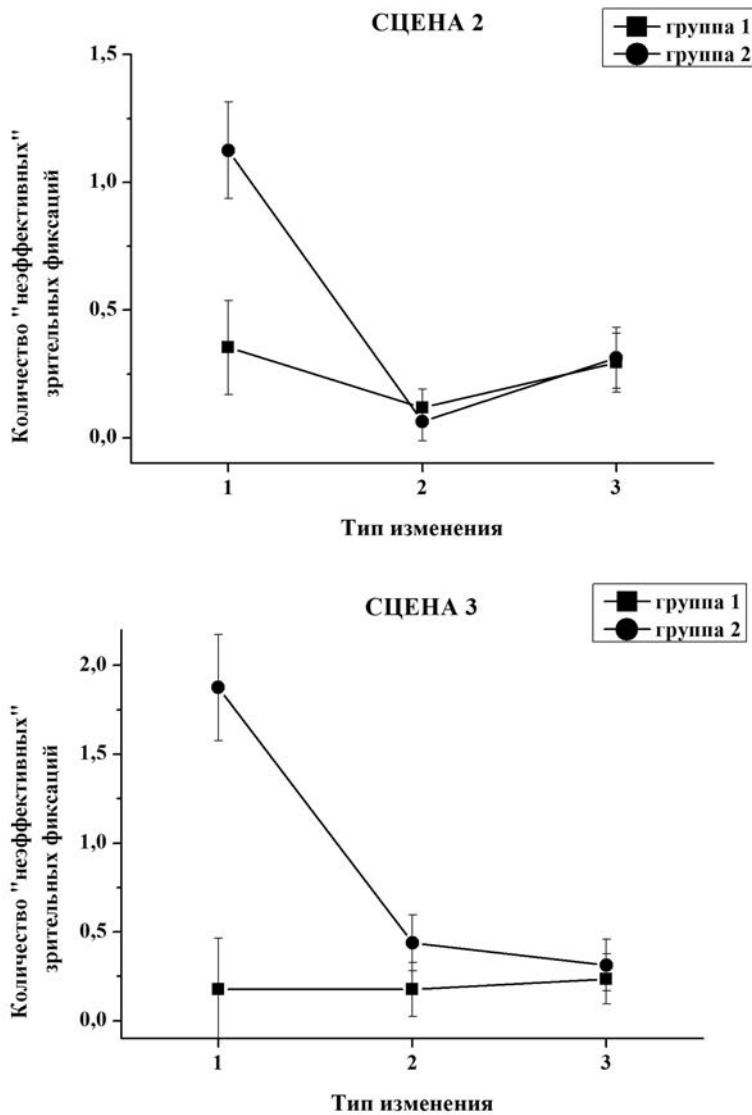 СЦЕНА 2
группа 1
группа 2
1,5
1,0
0,5
0,0
Количество "неэффективных"
зрительных фиксаций
1 2 3
Тип изменения
СЦЕНА 3
группа 1
группа 2
2,0
1,5
1,0
0,5
0,0
Количество "неэффективных"
зрительных фиксаций
1 2 3
Тип изменения